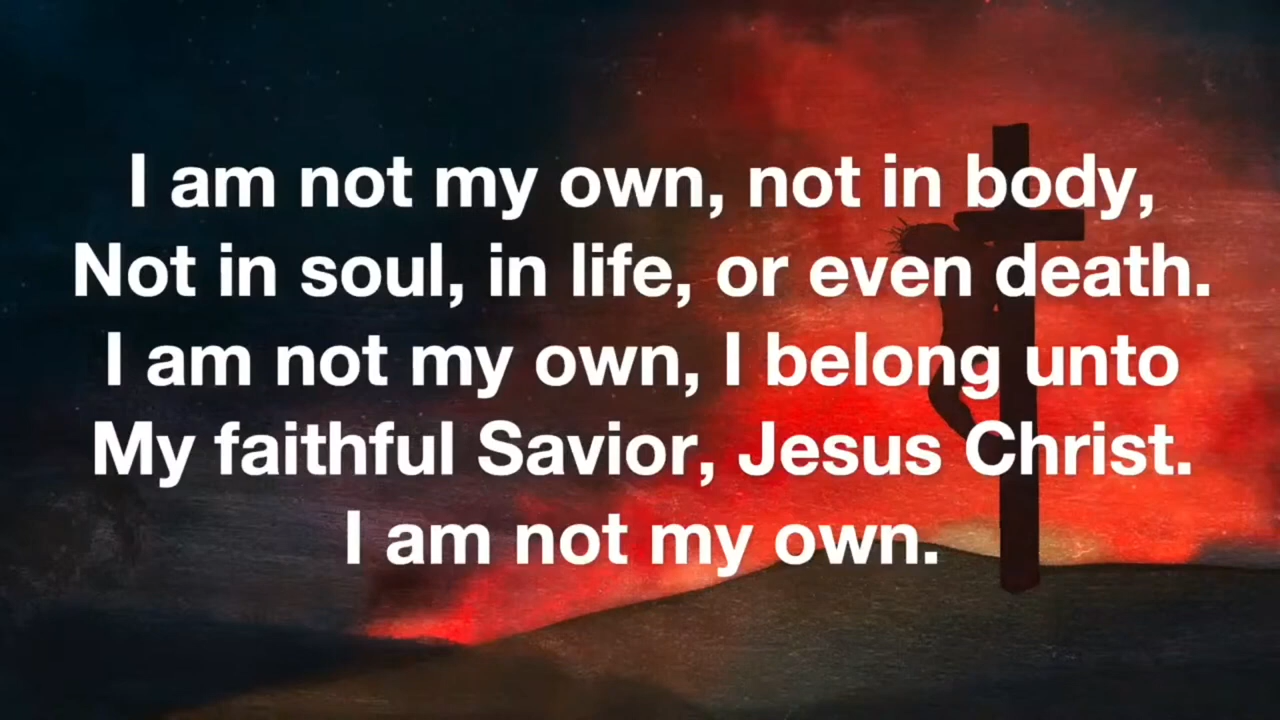 I am not my own, not in body,
Not in soul, in life, or even death.
I am not my own, I belong unto
My faithful Savior, Jesus Christ.
I am not my own.